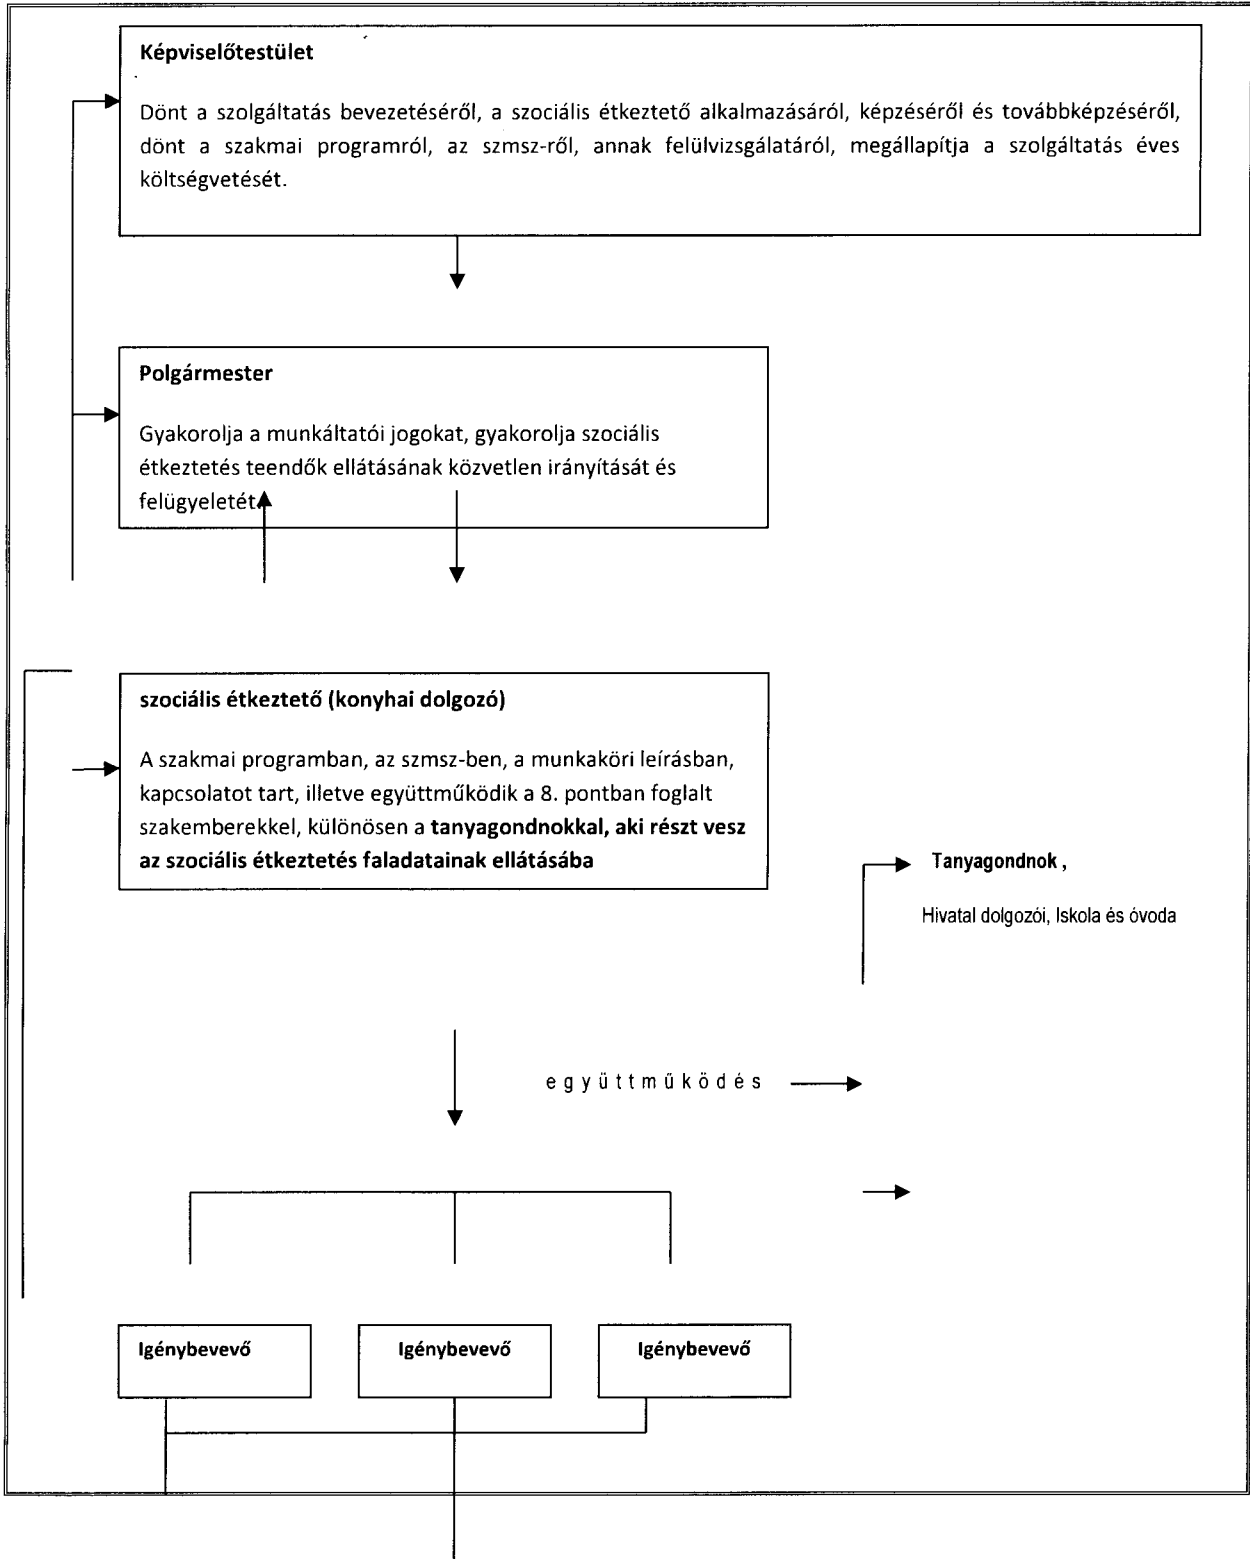 Képviselőtestület
Dönt a szolgáltatás bevezetéséről, a szociális étkeztető alkalmazásáról, képzéséről és továbbképzéséről,
dönt a szakmai programról, az szmsz-ről, annak felülvizsgálatáról, megállapítja a szolgáltatás éves
költségvetését.
Polgármester
Gyakorolja a munkáltatói jogokat, gyakorolja szociális
étkeztetés teendők ellátásának közvetlen irányítását és
felügyeletét.
szociális étkeztető (konyhai dolgozó)
A szakmai programban, az szmsz-ben, a munkaköri leírásban,
kapcsolatot tart, illetve együttműködik a 8. pontban foglalt
szakemberekkel, különösen a tanyagondnokkal, aki részt vesz
az szociális étkeztetés faladatainak ellátásába
Tanyagondnok ,
Hivatal dolgozói, Iskola és óvoda
együttműködés
Igénybevevő
Igénybevevő
Igénybevevő